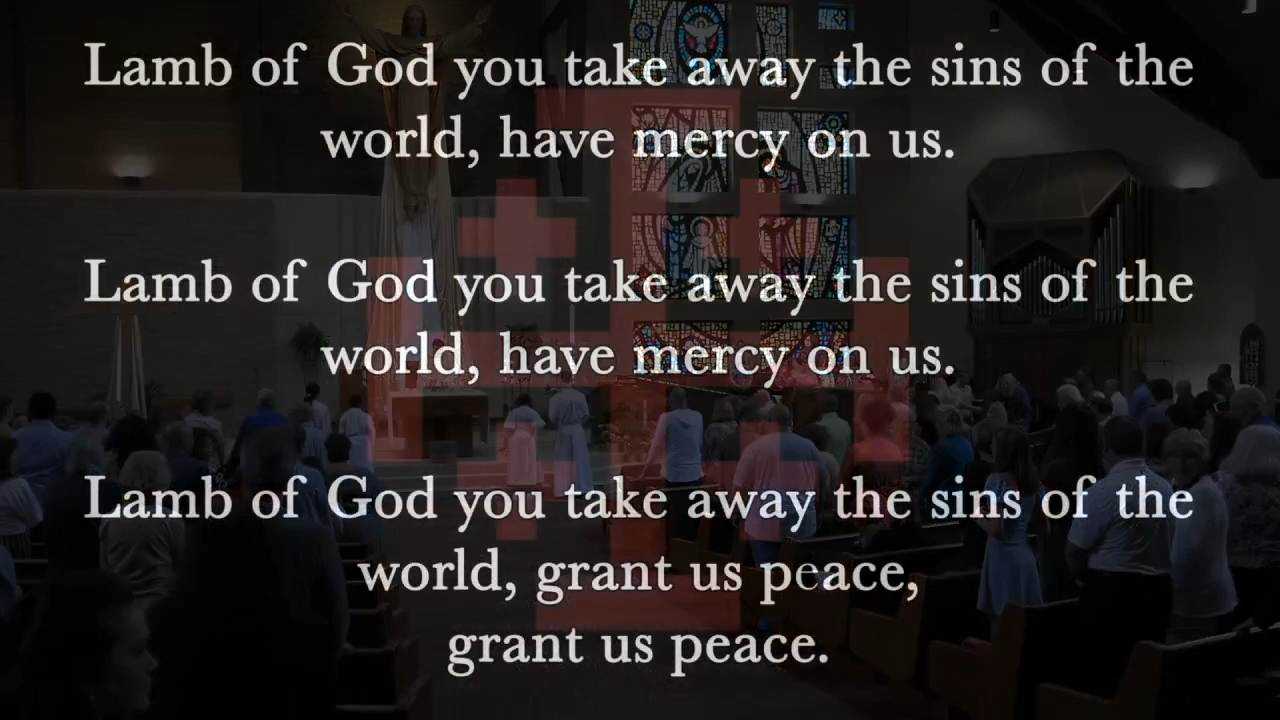 Lamb of God you take away the sins of the
world, have mercy on us.
Lamb of God you take away the sins of the
world, have mercy on us.
Lamb of God you take away the sins of the
world, grant us peace,
grant us peace.